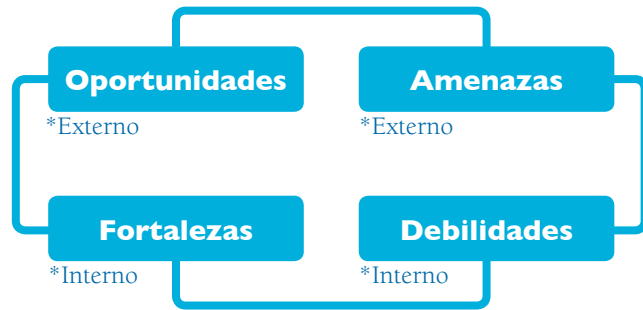 Oportunidades
Amenazas
*Externo
*Externo
Fortalezas
Debilidades
*Interno
*Interno